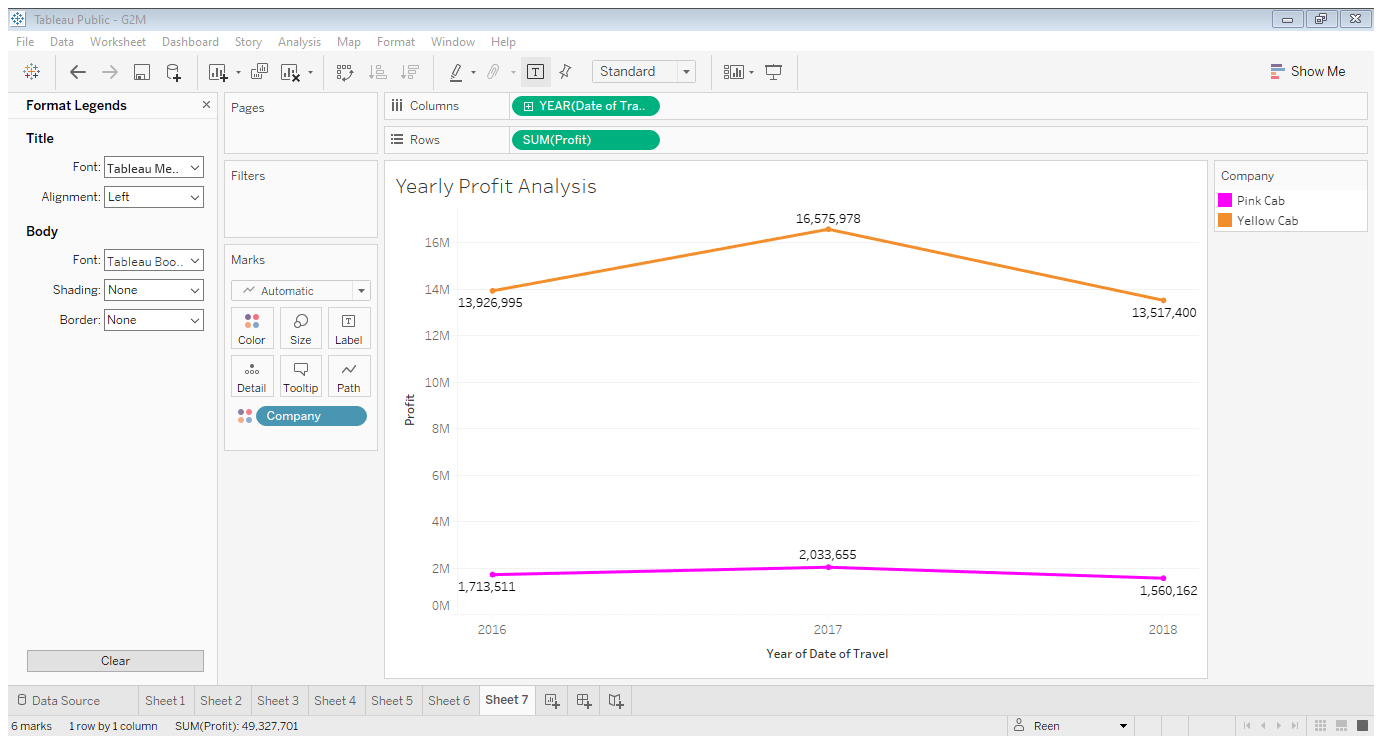 Tableau Public - G2M
File Data Worksheet Dashboard Story Analysis Map Format Window Help
Standard
Show Me
Format Legends
Title
Font: Tableau Me..
Alignment: Left
Body
Font: Tableau Boo..
Shading: None
Border: None
Clear
Pages
Filters
Marks
Automatic
Color Size Label
Detail Tooltip Path
Company
Columns YEAR(Date of Tra..
Rows SUM(Profit)
Yearly Profit Analysis
16,575,978
16M
14M
13,926,995
13,517,400
12M
10M
Profit
8M
6M
4M
2,033,655
2M
1,713,511
1,560,162
0M
2016 2017 2018
Year of Date of Travel
Company
Pink Cab
Yellow Cab
Data Source Sheet 1 Sheet 2 Sheet 3 Sheet 4 Sheet 5 Sheet 6 Sheet 7
6 marks 1 row by 1 column SUM(Profit): 49,327,701 Reen